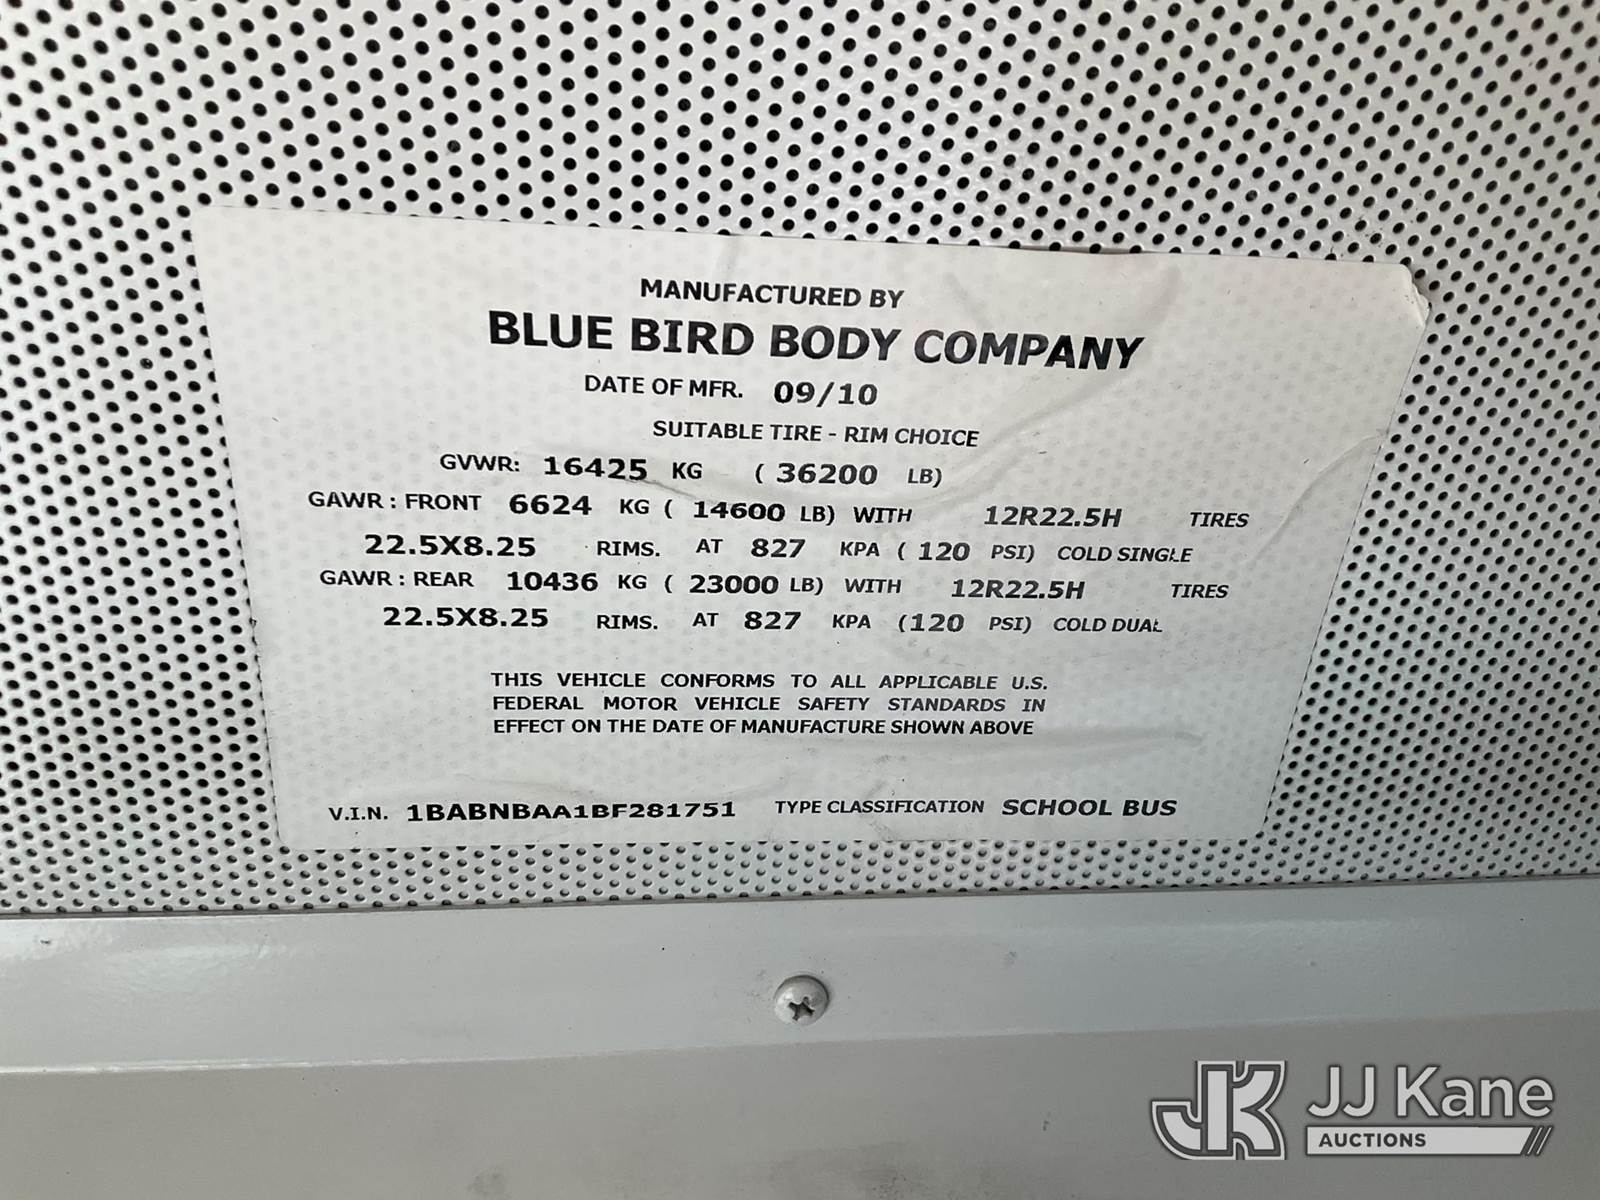 MANUFACTURED BY
BLUE BIRD BODY COMPANY
DATE OF MFR. 09/10
SUITABLE TIRE - RIM CHOICE
GVWR: 16425 KG ( 36200 LB)
GAWR : FRONT 6624 KG ( 14600 LB) WITH 12R22.5H TIRES
22.5X8.25 RIMS. AT 827 KPA ( 120 PSI) COLD SINGLE
GAWR : REAR 10436 KG ( 23000 LB) WITH 12R22.5H TIRES
22.5X8.25 RIMS. AT 827 KPA (120 PSI) COLD DUAL
THIS VEHICLE CONFORMS TO ALL APPLICABLE U.S.
FEDERAL MOTOR VEHICLE SAFETY STANDARDS IN
EFFECT ON THE DATE OF MANUFACTURE SHOWN ABOVE
V.I.N. 1BABNBAA1BF281751 TYPE CLASSIFICATION SCHOOL BUS
JK JJ Kane
AUCTIONS